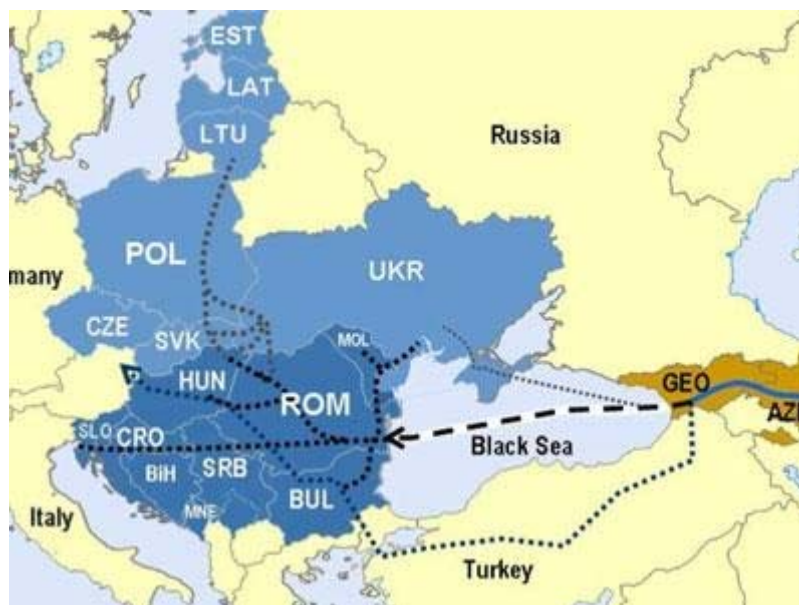 EST
LAT
LTU
Russia
POL
UKR
many
CZE
SVK
MOL
HUN
ROM
GEO
AZ
SLO
CRO
Black Sea
BiH
SRB
BUL
MNE
Italy
Turkey